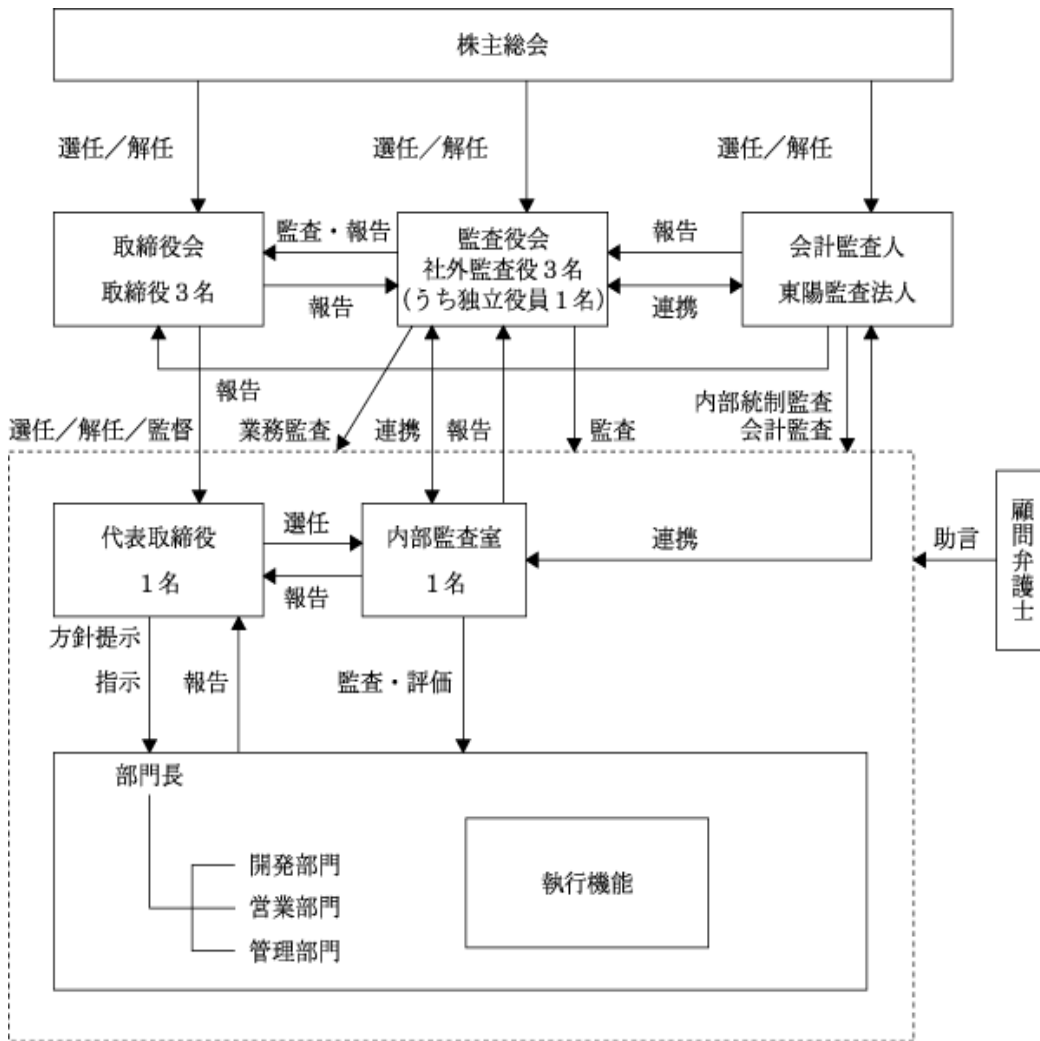 株主総会
選任／解任
選任／解任
選任／解任
取締役会
取締役３名
監査・報告
報告
監査役会
社外監査役３名
(うち独立役員１名)
報告
連携
会計監査人
東陽監査法人
報告
選任／解任／監督
業務監査
連携
報告
監査
内部統制監査
会計監査
代表取締役
１名
選任
報告
内部監査室
１名
連携
助言
顧問弁護士
方針提示
指示
報告
監査・評価
部門長
開発部門
営業部門
管理部門
執行機能